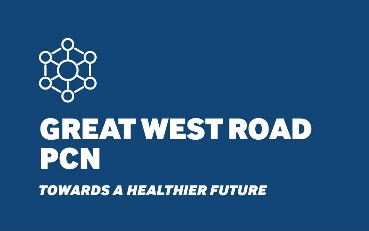 GREAT WEST ROAD
PCN
TOWARDS A HEALTHIER FUTURE